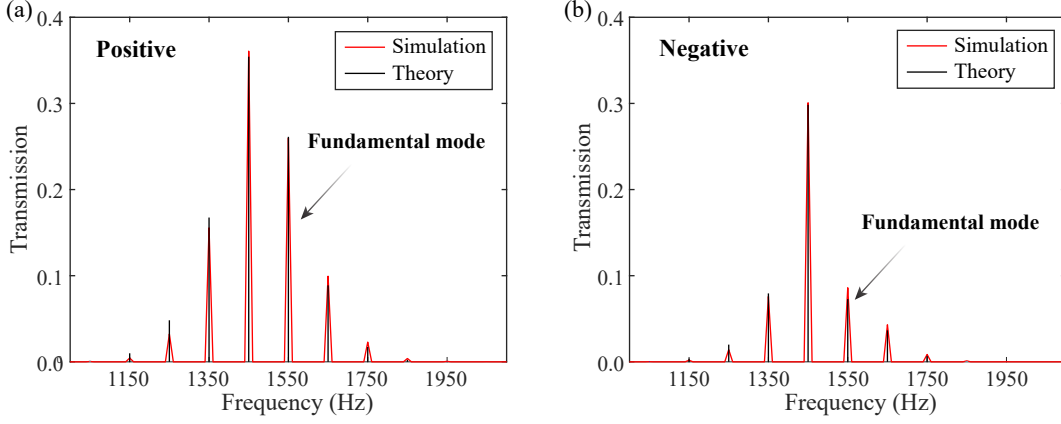 (a)
Positive
Simulation
Theory
Fundamental mode
Transmission
0.4
0.3
0.2
0.1
0.0
0
1150 1350 1550 1750 1950
Frequency (Hz)
(b)
Negative
Simulation
Theory
Fundamental mode
Transmission
0.4
0.3
0.2
0.1
0.0
1150 1350 1550 1750 1950
Frequency (Hz)